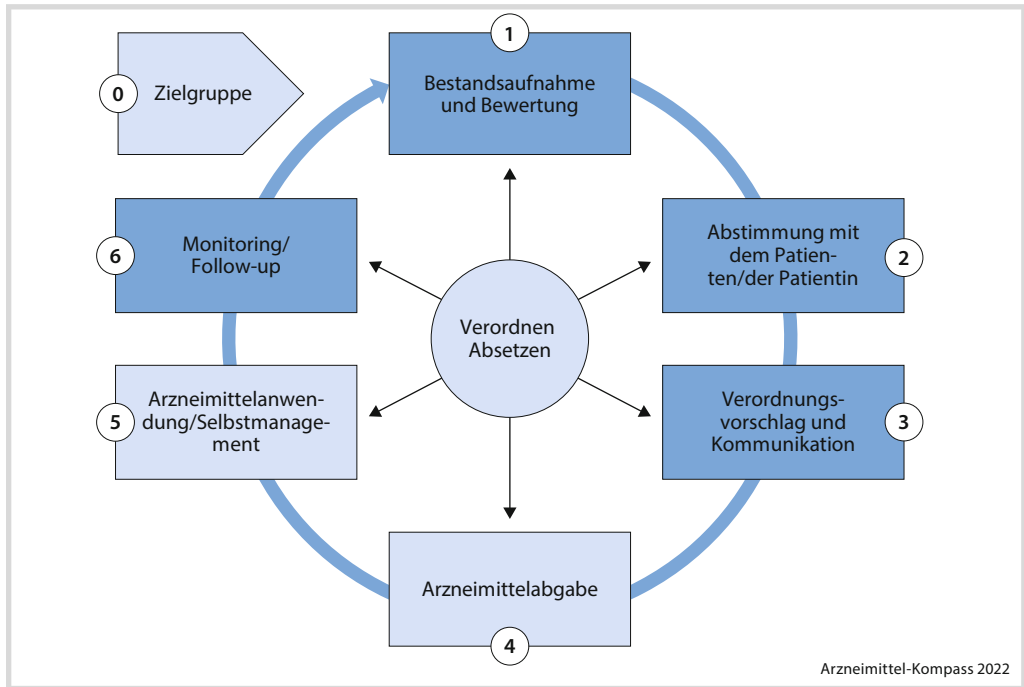 0
Zielgruppe
1
Bestandsaufnahme
und Bewertung
2
Abstimmung mit
dem Patien-
ten/der Patientin
3
Verordnungs-
vorschlag und
Kommunikation
4
Arzneimittelabgabe
5
Arzneimittelanwen-
dung/Selbstmanage-
ment
6
Monitoring/
Follow-up
Verordnen
Absetzen
Arzneimittel-Kompass 2022